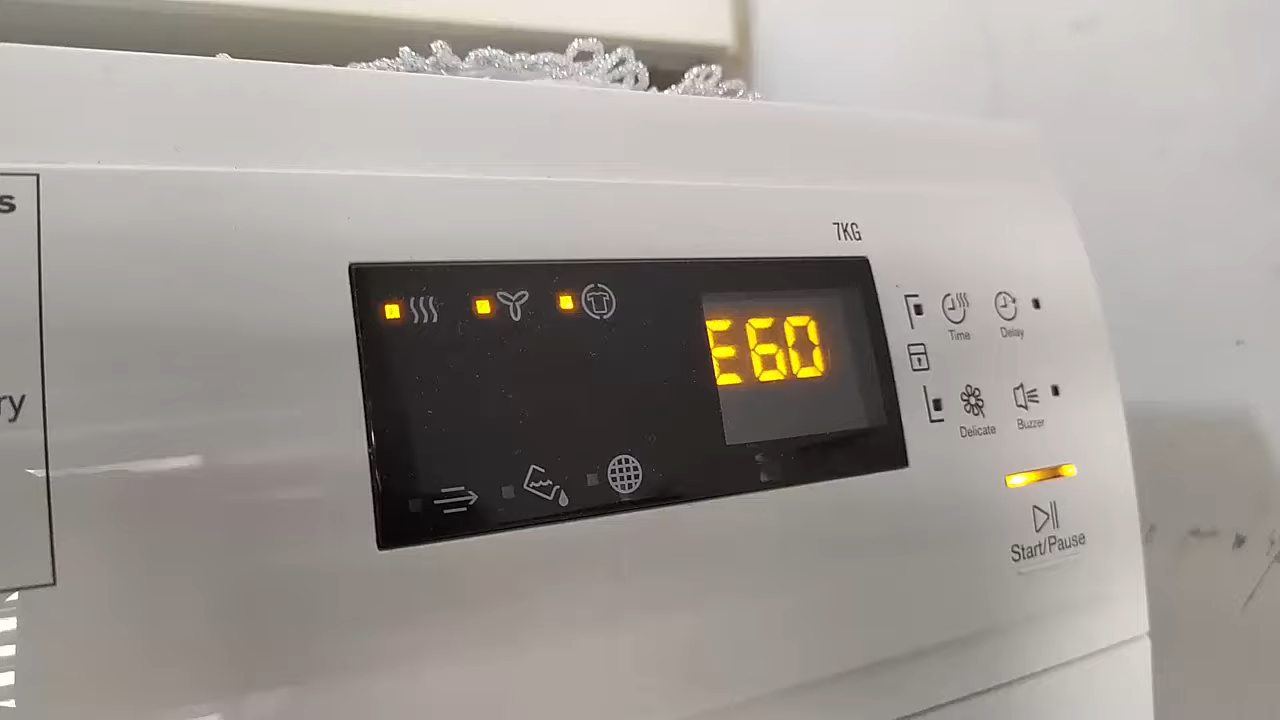 s
ry
7KG
E60
Time
Delay
Delicate
Buzzer
Start/Pause